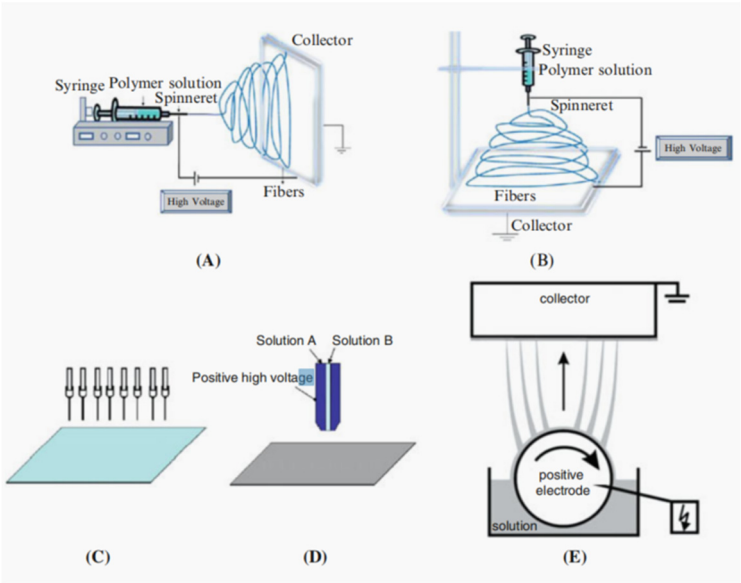 Collector
Syringe Polymer solution
Spinneret
High Voltage
Fibers
(A)
Syringe
Polymer solution
Spinneret
High Voltage
Fibers
Collector
(B)
(C)
Solution A Solution B
Positive high voltage
(D)
collector
positive
electrode
solution
(E)